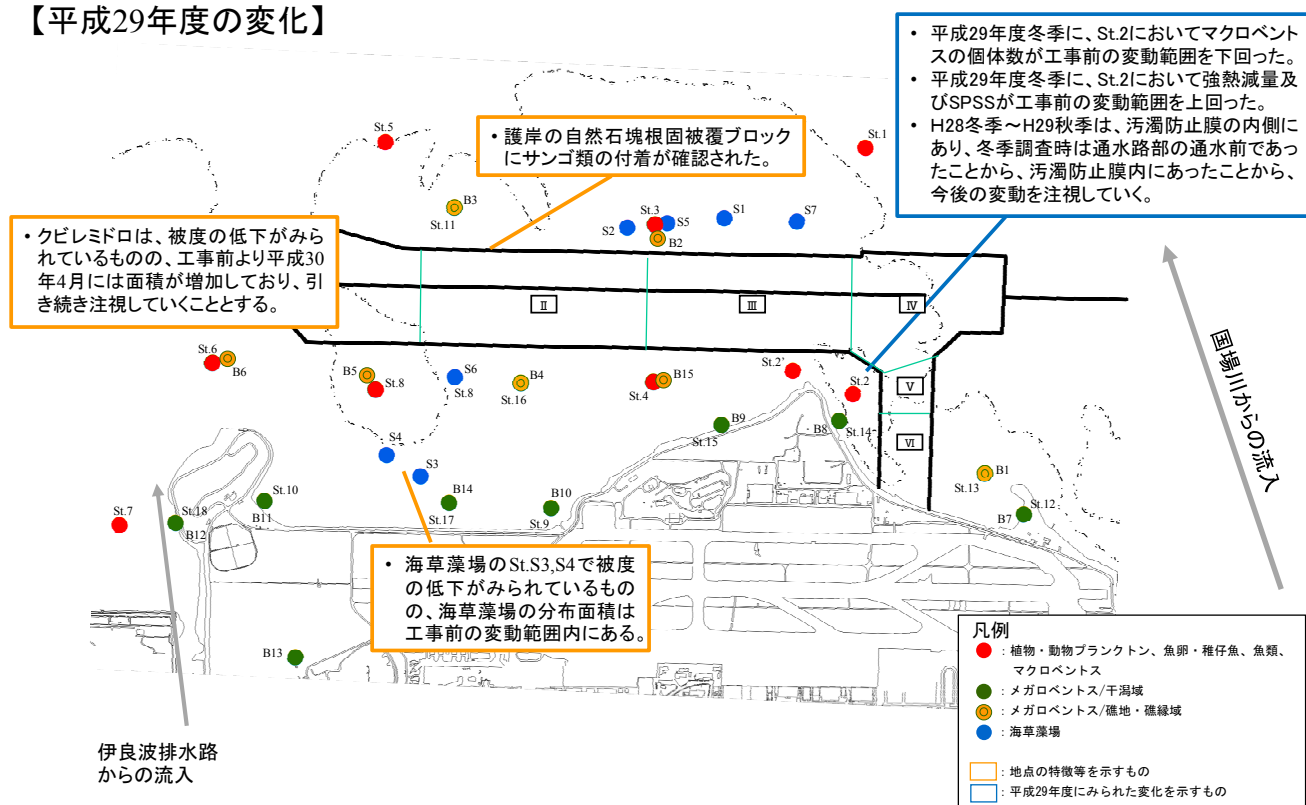 【平成29年度の変化】
• 平成29年度冬季に、St.2においてマクロベント
スの個体数が工事前の変動範囲を下回った。
• 平成29年度冬季に、St.2において強熱減量及
びSPSSが工事前の変動範囲を上回った。
• H28冬季～H29秋季は、汚濁防止膜の内側に
あり、冬季調査時は通水路部の通水前であっ
たことから、汚濁防止膜内にあったことから、
今後の変動を注視していく。
• 護岸の自然石塊根固被覆ブロック
にサンゴ類の付着が確認された。
• クビレミドロは、被度の低下がみら
れているものの、工事前より平成30
年4月には面積が増加しており、引
き続き注視していくこととする。
St.5
St.1
B3
St.11
St.3
S5
S1
S7
S2
B2
Ⅱ
Ⅲ
Ⅳ
Ⅴ
Ⅵ
St.6
B6
B5
St.8
S6
St.8
B4
St.16
B15
St.4
St.2’
St.2
B9
St.15
B8
St.14
S4
S3
B1
St.13
St.10
B11
B14
St.17
B10
St.9
St.12
B7
St.7
St.18
B12
B13
国場川からの流入
• 海草藻場のSt.S3,S4で被度
の低下がみられているもの
の、海草藻場の分布面積は
工事前の変動範囲内にある。
伊良波排水路
からの流入
凡例
：植物・動物プランクトン、魚卵・稚仔魚、魚類、
マクロベントス
：メガロベントス/干潟域
：メガロベントス/礁地・礁縁域
：海草藻場
：地点の特徴等を示すもの
：平成29年度にみられた変化を示すもの